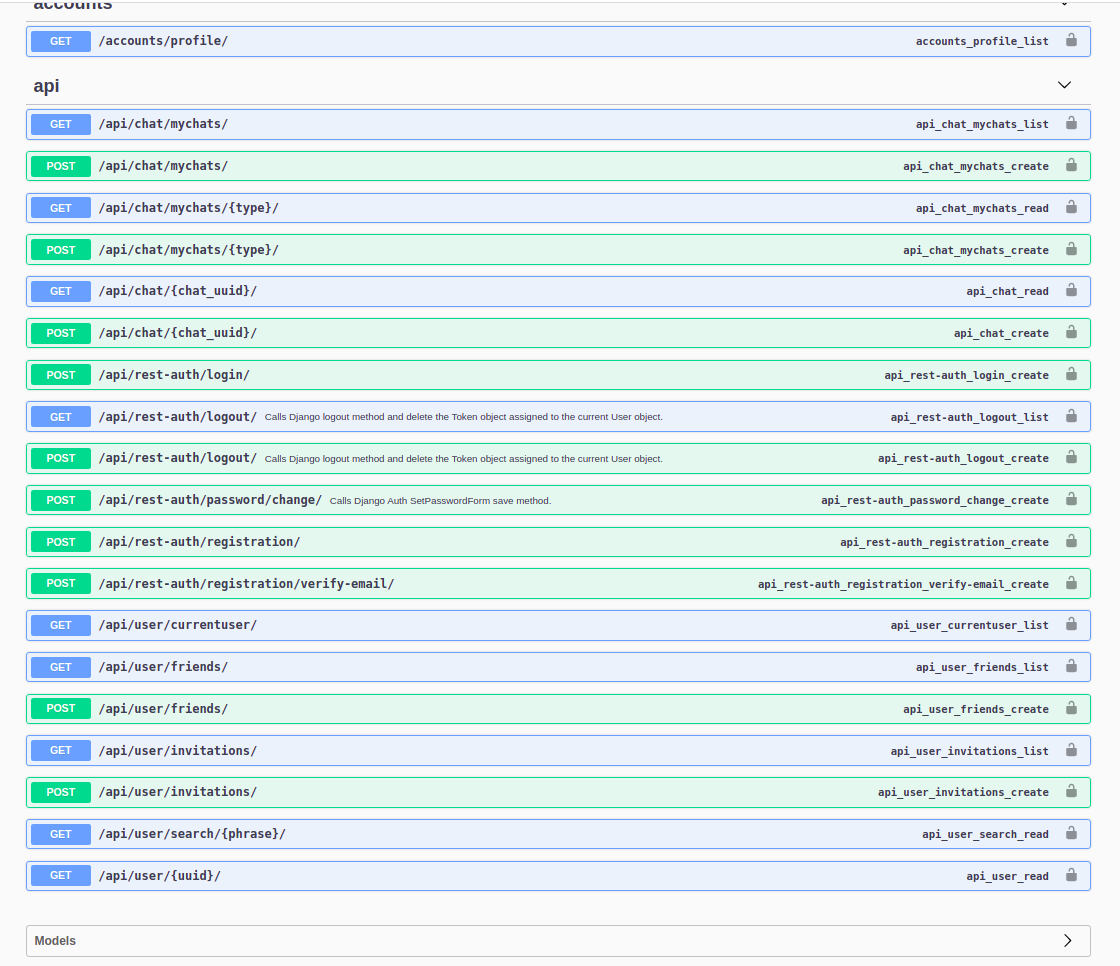 accounts
GET /accounts/profile/ accounts_profile_list
api
GET /api/chat/mychats/ api_chat_mychats_list
POST /api/chat/mychats/ api_chat_mychats_create
GET /api/chat/mychats/{type}/ api_chat_mychats_read
POST /api/chat/mychats/{type}/ api_chat_mychats_create
GET /api/chat/{chat_uuid}/ api_chat_read
POST /api/chat/{chat_uuid}/ api_chat_create
POST /api/rest-auth/login/ api_rest-auth_login_create
GET /api/rest-auth/logout/ Calls Django logout method and delete the Token object assigned to the current User object. api_rest-auth_logout_list
POST /api/rest-auth/logout/ Calls Django logout method and delete the Token object assigned to the current User object. api_rest-auth_logout_create
POST /api/rest-auth/password/change/ Calls Django Auth SetPasswordForm save method. api_rest-auth_password_change_create
POST /api/rest-auth/registration/ api_rest-auth_registration_create
POST /api/rest-auth/registration/verify-email/ api_rest-auth_registration_verify-email_create
GET /api/user/currentuser/ api_user_currentuser_list
GET /api/user/friends/ api_user_friends_list
POST /api/user/friends/ api_user_friends_create
GET /api/user/invitations/ api_user_invitations_list
POST /api/user/invitations/ api_user_invitations_create
GET /api/user/search/{phrase}/ api_user_search_read
GET /api/user/{uuid}/ api_user_read
Models